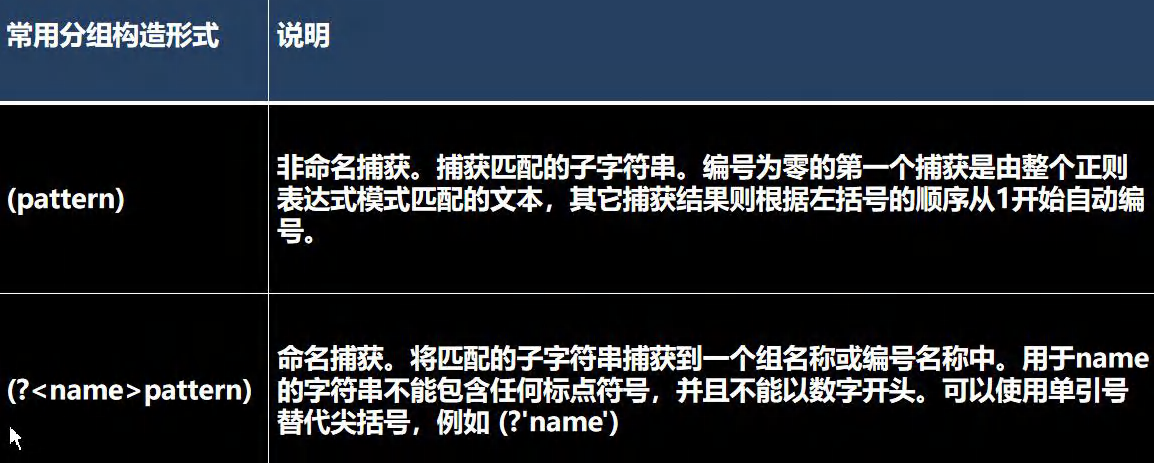 常用分组构造形式
说明
(pattern)
非命名捕获。捕获匹配的子字符串。编号为零的第一个捕获是由整个正则
表达式模式匹配的文本，其它捕获结果则根据左括号的顺序从1开始自动编
号。
(?<name>pattern)
命名捕获。将匹配的子字符串捕获到一个组名称或编号名称中。用于name
的字符串不能包含任何标点符号，并且不能以数字开头。可以使用单引号
替代尖括号，例如 (?'name')